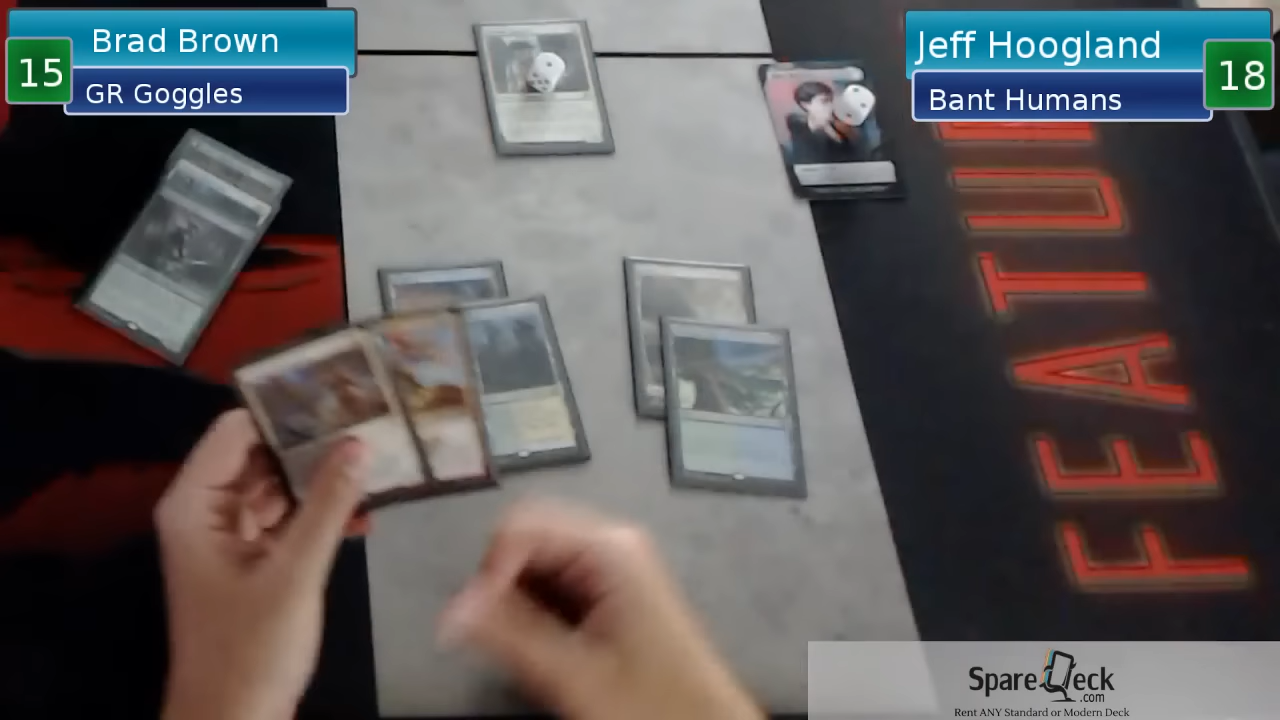 Brad Brown
15
GR Goggles
Jeff Hoogland
18
Bant Humans
FEATU
SpareDeck
.com
Rent ANY Standard or Modern Deck